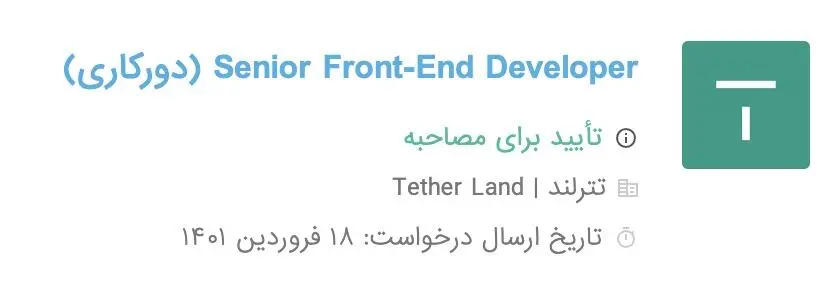 Senior Front-End Developer (دورکاری)
تأیید برای مصاحبه
تترلند | Tether Land
تاریخ ارسال درخواست: ۱۸ فروردین ۱۴۰۱